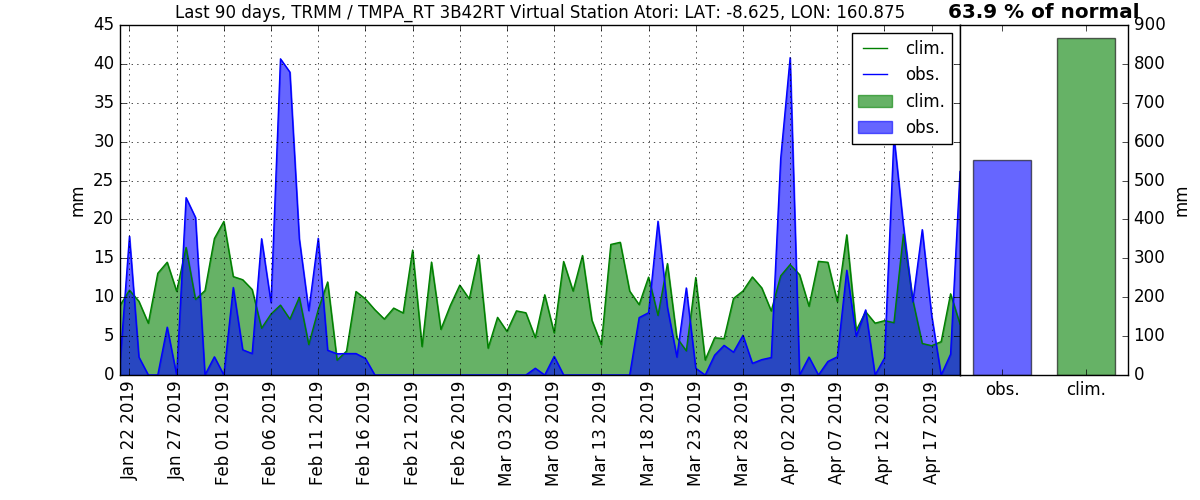 Last 90 days, TRMM / TMPA_RT 3B42RT Virtual Station Atori: LAT: -8.625, LON: 160.875
63.9 % of normal
45
40
35
30
25
20
15
10
5
0
mm
clim.
obs.
clim.
obs.
900
800
700
600
500
400
300
200
100
0
mm
Jan 22 2019
Jan 27 2019
Feb 01 2019
Feb 06 2019
Feb 11 2019
Feb 16 2019
Feb 21 2019
Feb 26 2019
Mar 03 2019
Mar 08 2019
Mar 13 2019
Mar 18 2019
Mar 23 2019
Mar 28 2019
Apr 02 2019
Apr 07 2019
Apr 12 2019
Apr 17 2019
obs.
clim.